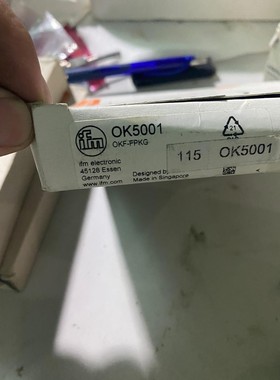 ifm
OK5001
OKF-FPKG
ifm electronic
45128 Essen
Germany
www.ifm.com
Designed by
Made in Singapore
21
115 OK5001